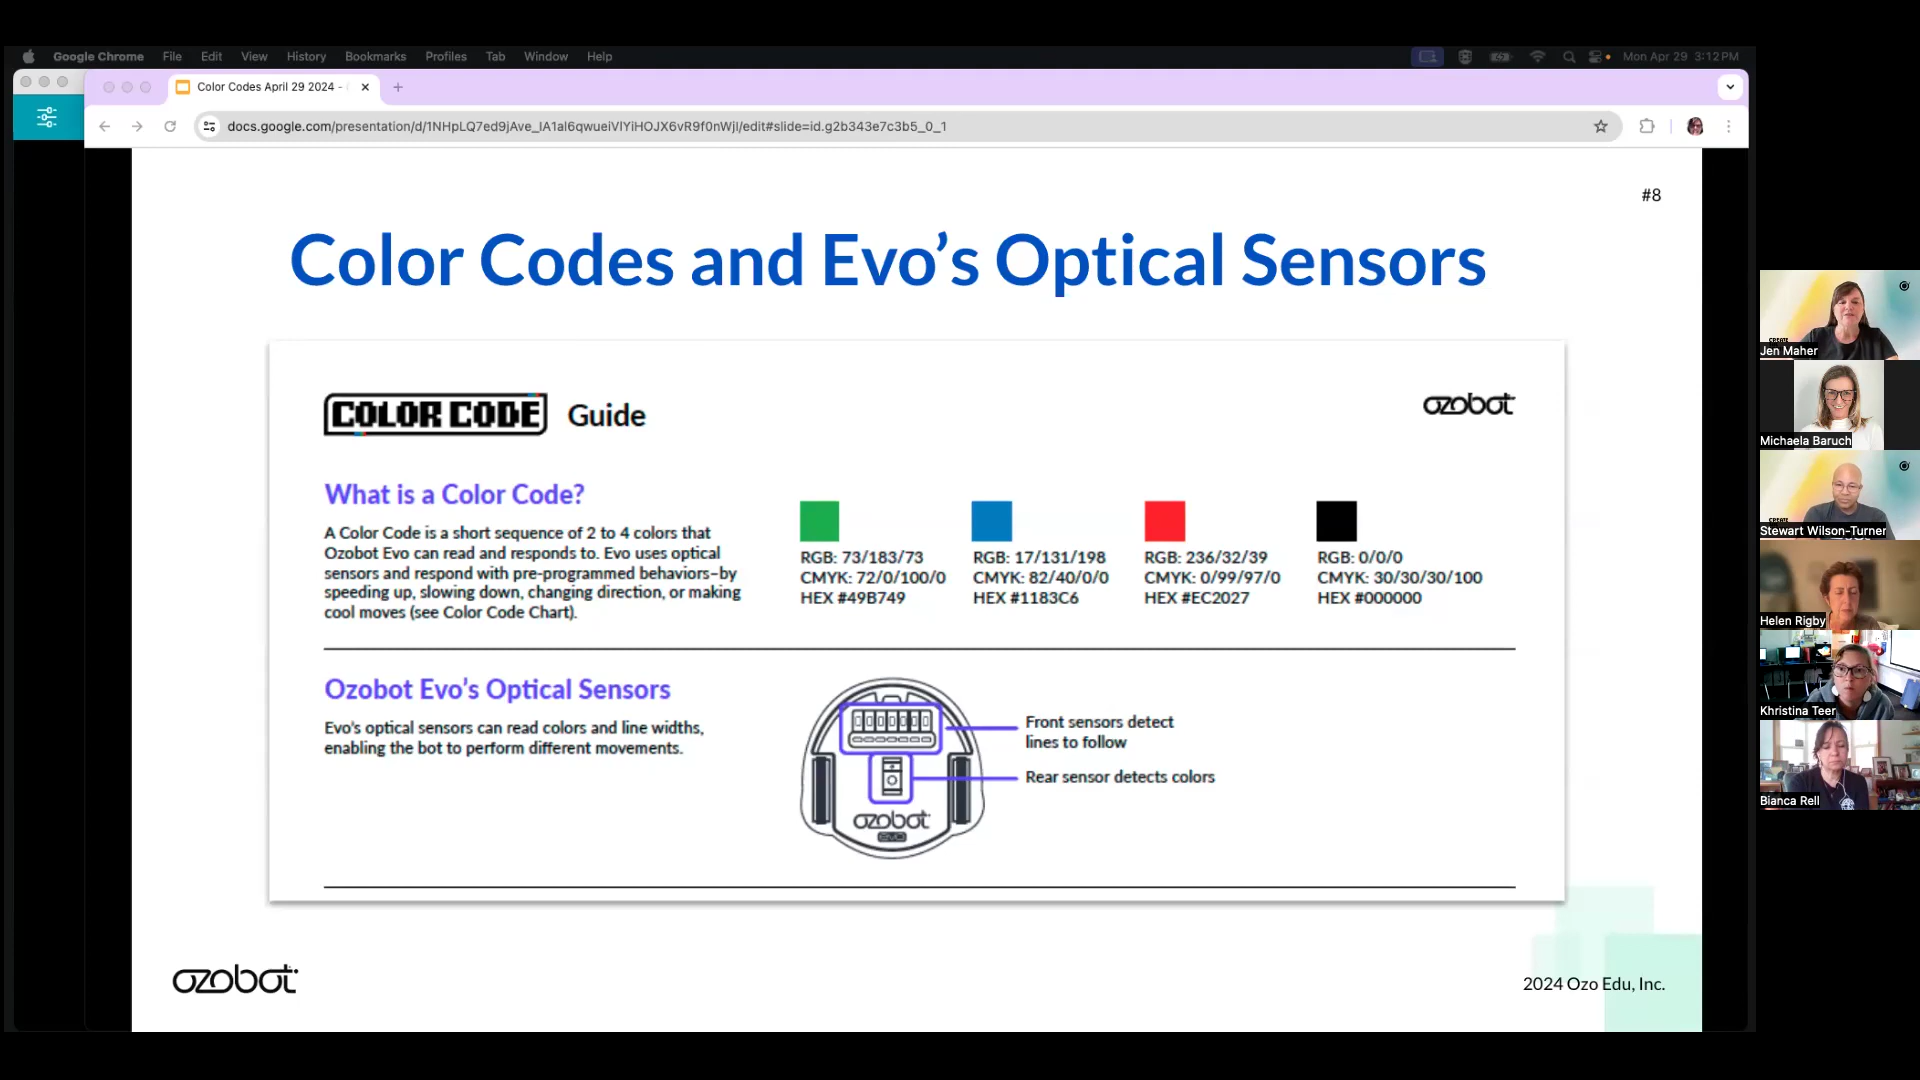 Google Chrome File Edit View History Bookmarks Profiles Tab Window Help Mon Apr 29 3:12 PM
Color Codes April 29 2024 -
#8
Color Codes and Evo's Optical Sensors
COLOR CODE Guide
ozobot
What is a Color Code?
A Color Code is a short sequence of 2 to 4 colors that
Ozobot Evo can read and responds to. Evo uses optical
sensors and respond with pre-programmed behaviors–by
speeding up, slowing down, changing direction, or making
cool moves (see Color Code Chart).
RGB: 73/183/73
CMYK: 72/0/100/0
HEX #49B749
RGB: 17/131/198
CMYK: 82/40/0/0
HEX #1183C6
RGB: 236/32/39
CMYK: 0/99/97/0
HEX #EC2027
RGB: 0/0/0
CMYK: 30/30/30/100
HEX #000000
Ozobot Evo's Optical Sensors
Evo's optical sensors can read colors and line widths,
enabling the bot to perform different movements.
Front sensors detect
lines to follow
Rear sensor detects colors
ozobot
evo
ozobot
2024 Ozo Edu, Inc.
Jen Maher
Michaela Baruch
Stewart Wilson-Turner
Helen Rigby
Khristina Teer
Bianca Rell